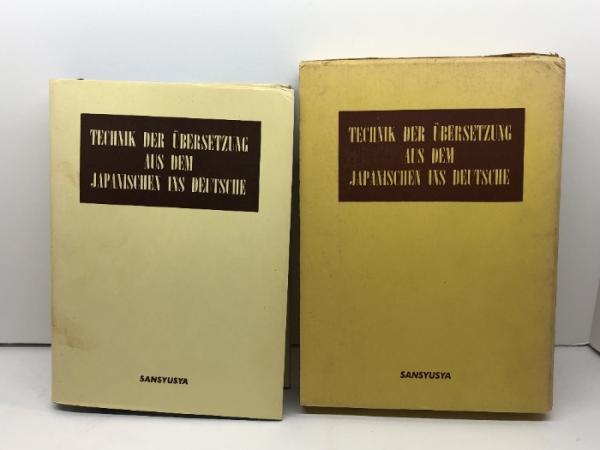 TECHNIK DER ÜBERSETZUNG
AUS DEM
JAPANISCHEN INS DEUTSCHE
SANSYUSYA
TECHNIK DER ÜBERSETZUNG
AUS DEM
JAPANISCHEN INS DEUTSCHE
SANSYUSYA